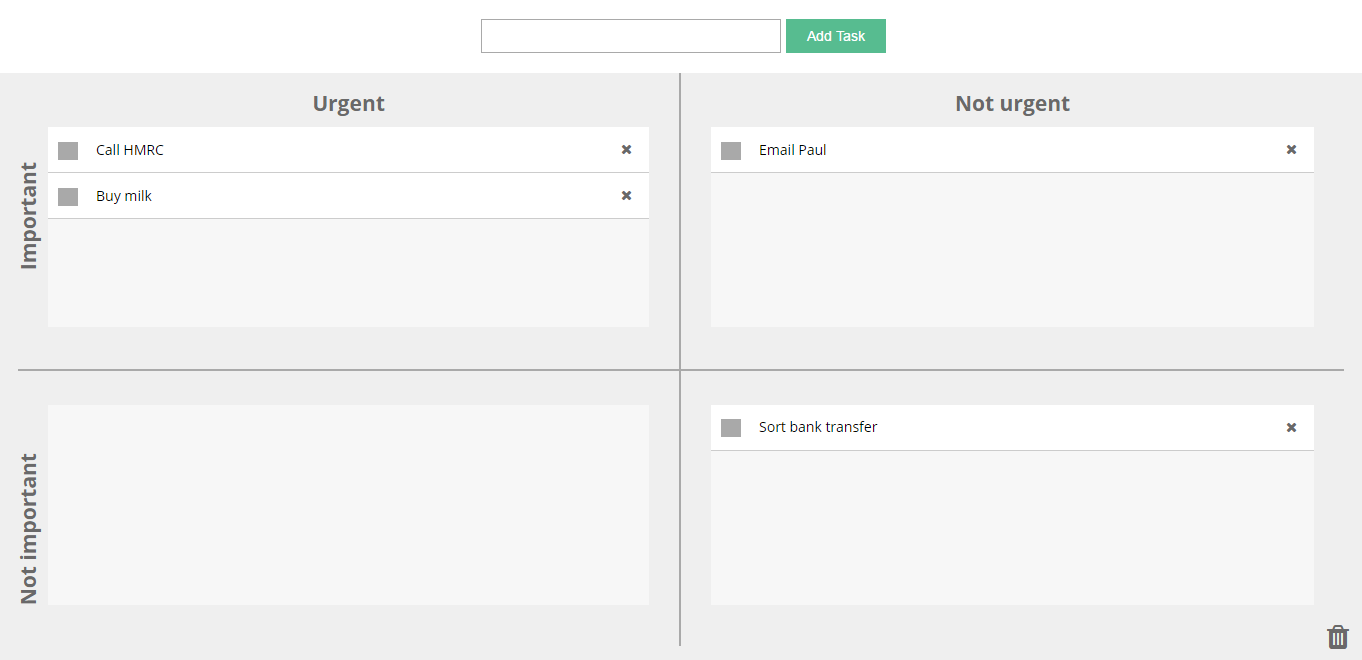 Add Task
Urgent
Not urgent
Important
Call HMRC
Email Paul
Buy milk
Not important
Sort bank transfer